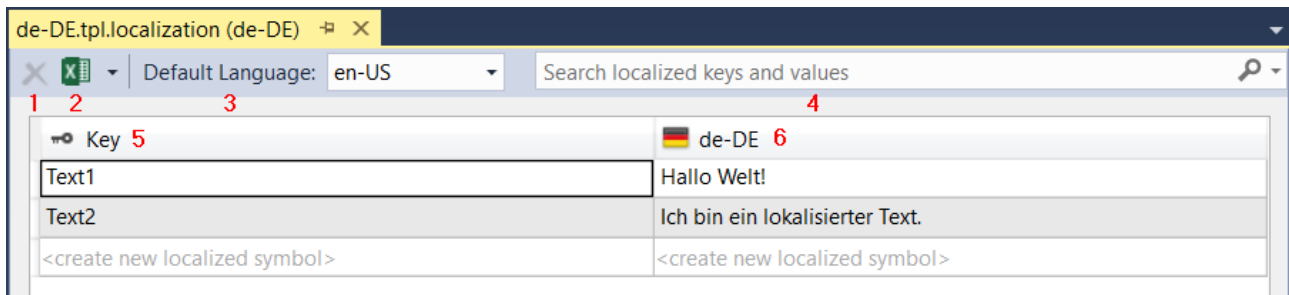 de-DE.tpl.localization (de-DE)
Default Language: en-US Search localized keys and values
1 2 3 4
Key 5 de-DE 6
Text1 Hallo Welt!
Text2 Ich bin ein lokalisierter Text.
<create new localized symbol> <create new localized symbol>